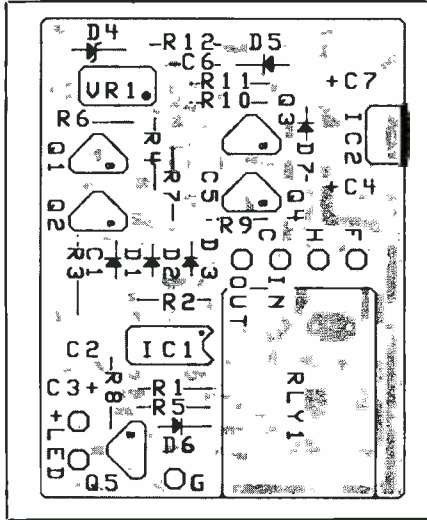 D4
R12
D5
C6
R11
+C7
VR1
R10
Q3
R6
IC2
Q1
R4
D7
R7
C5
+C4
Q4
Q2
R9
C
H
F
R3
C1
D1
D2
D3
OUT
IN
R2
IC1
C2
R8
RLY1
C3+
R1
R5
+LED
D6
Q5
G